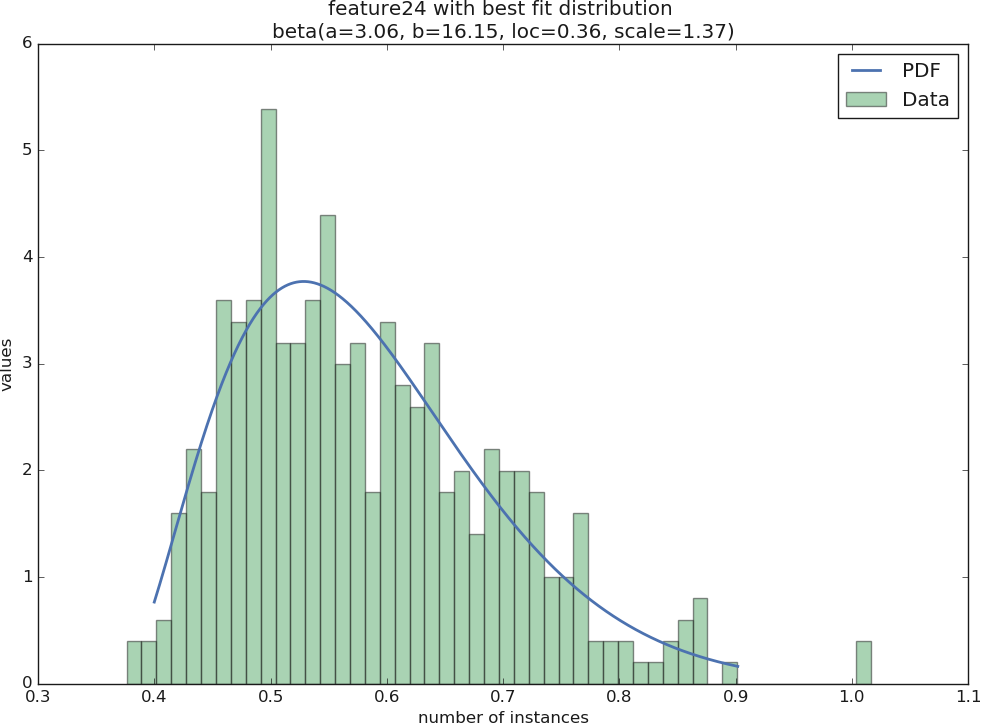 feature24 with best fit distribution
beta(a=3.06, b=16.15, loc=0.36, scale=1.37)
PDF
Data
values
6
5
4
3
2
1
0
0.3 0.4 0.5 0.6 0.7 0.8 0.9 1.0 1.1
number of instances